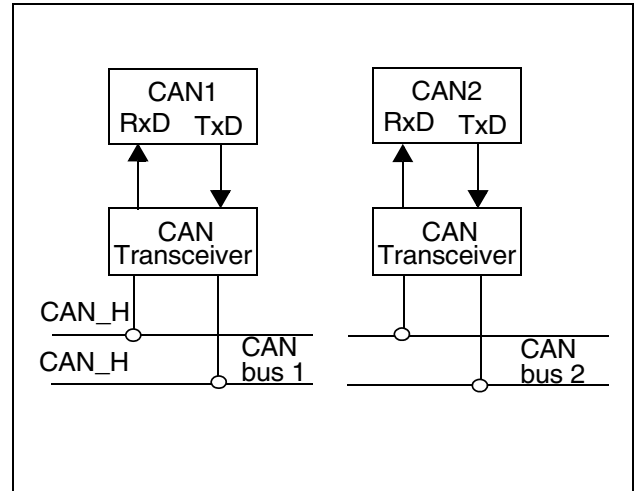 CAN1
RxD TxD
CAN
Transceiver
CAN_H
CAN_H
CAN
bus 1
CAN2
RxD TxD
CAN
Transceiver
CAN
bus 2